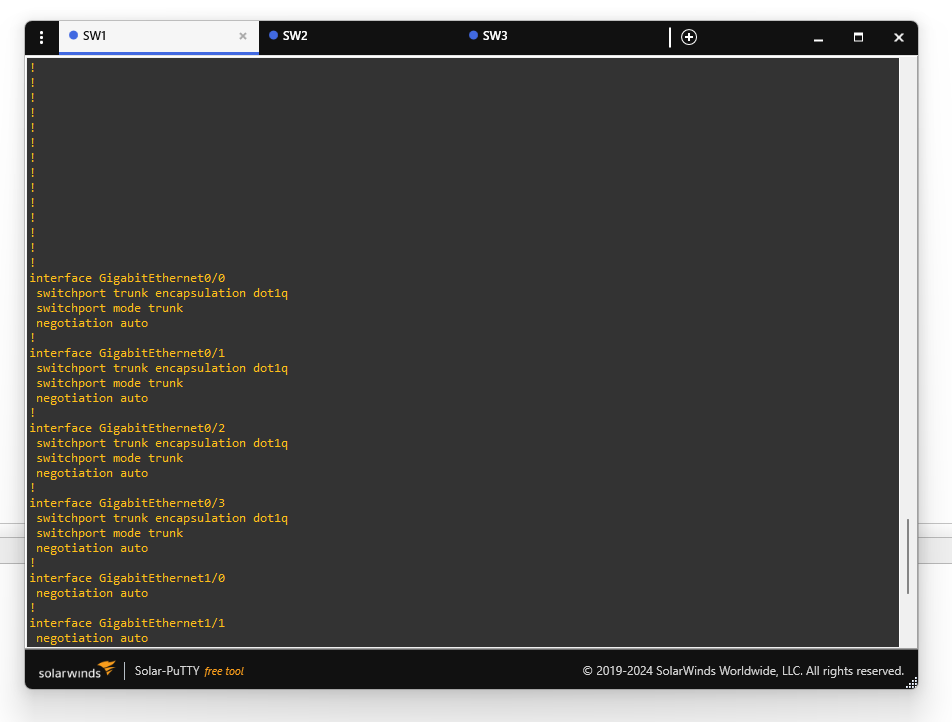 SW1
SW2
SW3
!
!
!
!
!
!
!
!
!
!
!
!
!
!
interface GigabitEthernet0/0
 switchport trunk encapsulation dot1q
 switchport mode trunk
 negotiation auto
!
interface GigabitEthernet0/1
 switchport trunk encapsulation dot1q
 switchport mode trunk
 negotiation auto
!
interface GigabitEthernet0/2
 switchport trunk encapsulation dot1q
 switchport mode trunk
 negotiation auto
!
interface GigabitEthernet0/3
 switchport trunk encapsulation dot1q
 switchport mode trunk
 negotiation auto
!
interface GigabitEthernet1/0
 negotiation auto
!
interface GigabitEthernet1/1
 negotiation auto
solarwinds Solar-PuTTY free tool © 2019-2024 SolarWinds Worldwide, LLC. All rights reserved.